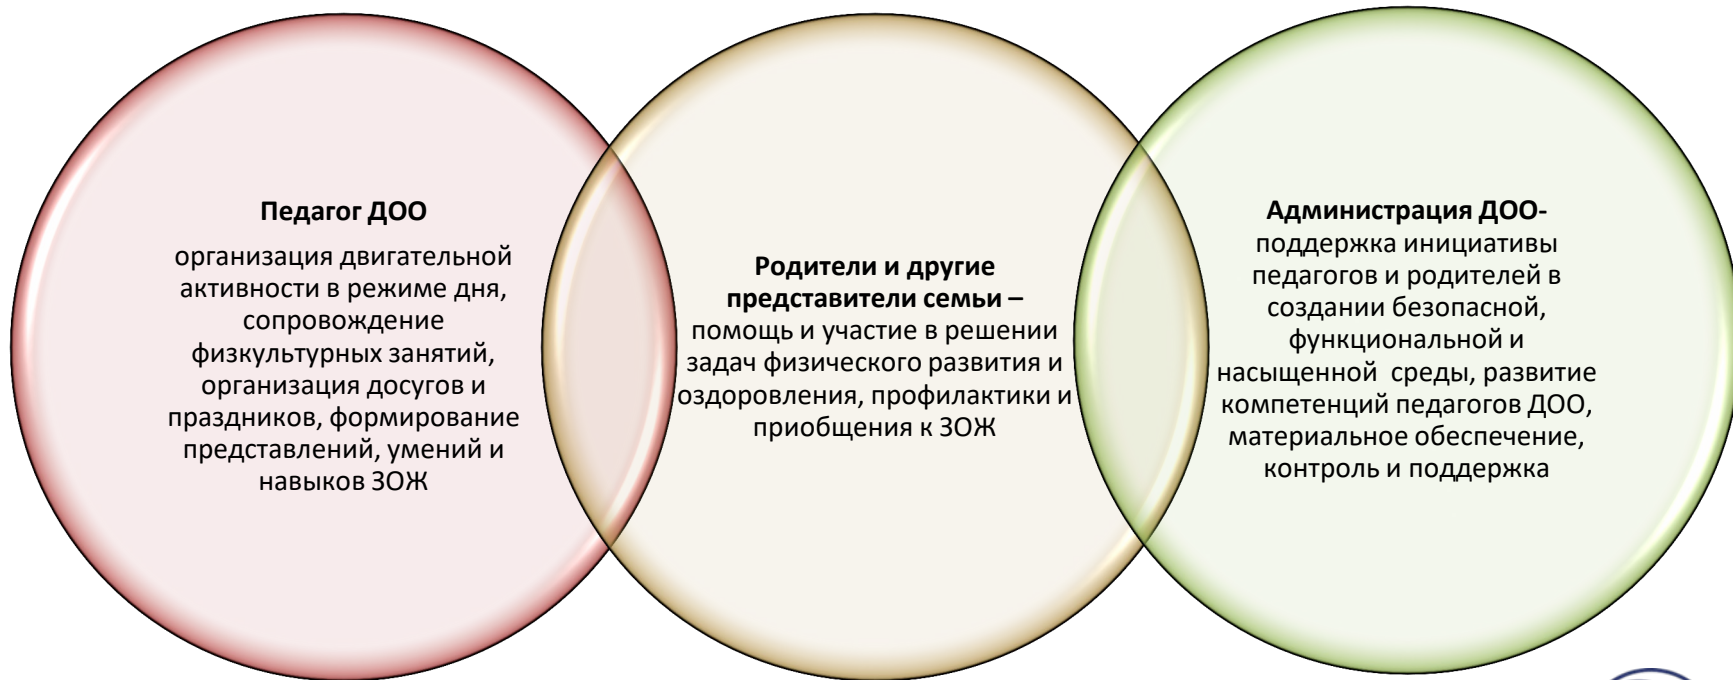 Педагог ДОО
организация двигательной
активности в режиме дня,
сопровождение
физкультурных занятий,
организация досугов и
праздников, формирование
представлений, умений и
навыков ЗОЖ
Родители и другие
представители семьи –
помощь и участие в решении
задач физического развития и
оздоровления, профилактики и
приобщения к ЗОЖ
Администрация ДОО-
поддержка инициативы
педагогов и родителей в
создании безопасной,
функциональной и
насыщенной среды, развитие
компетенций педагогов ДОО,
материальное обеспечение,
контроль и поддержка